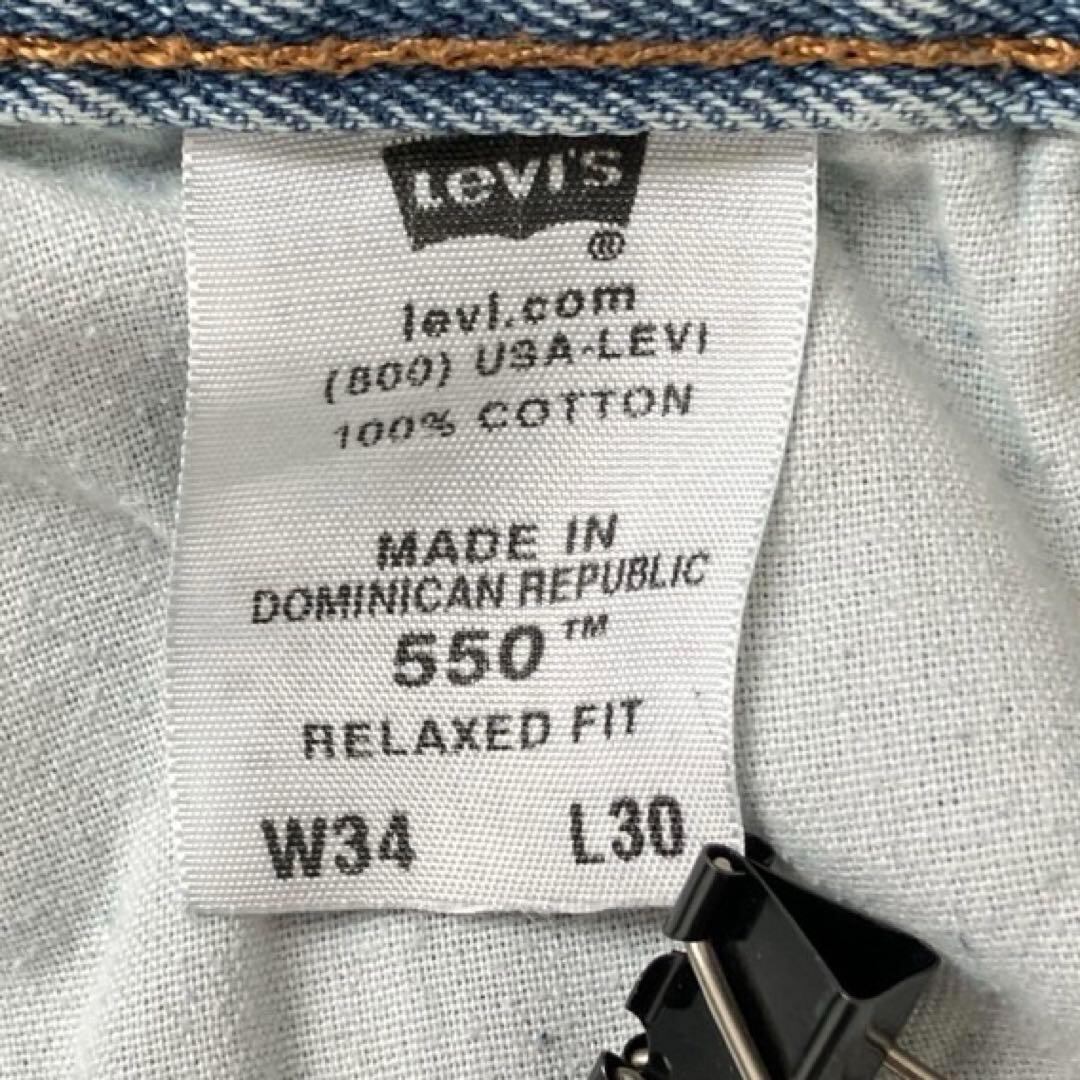 Levi's
®
levi.com
(800) USA-LEVI
100% COTTON
MADE IN
DOMINICAN REPUBLIC
550™
RELAXED FIT
W34 L30